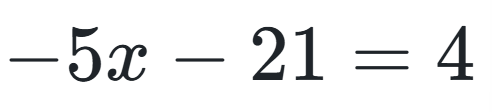 −5x − 21 = 4